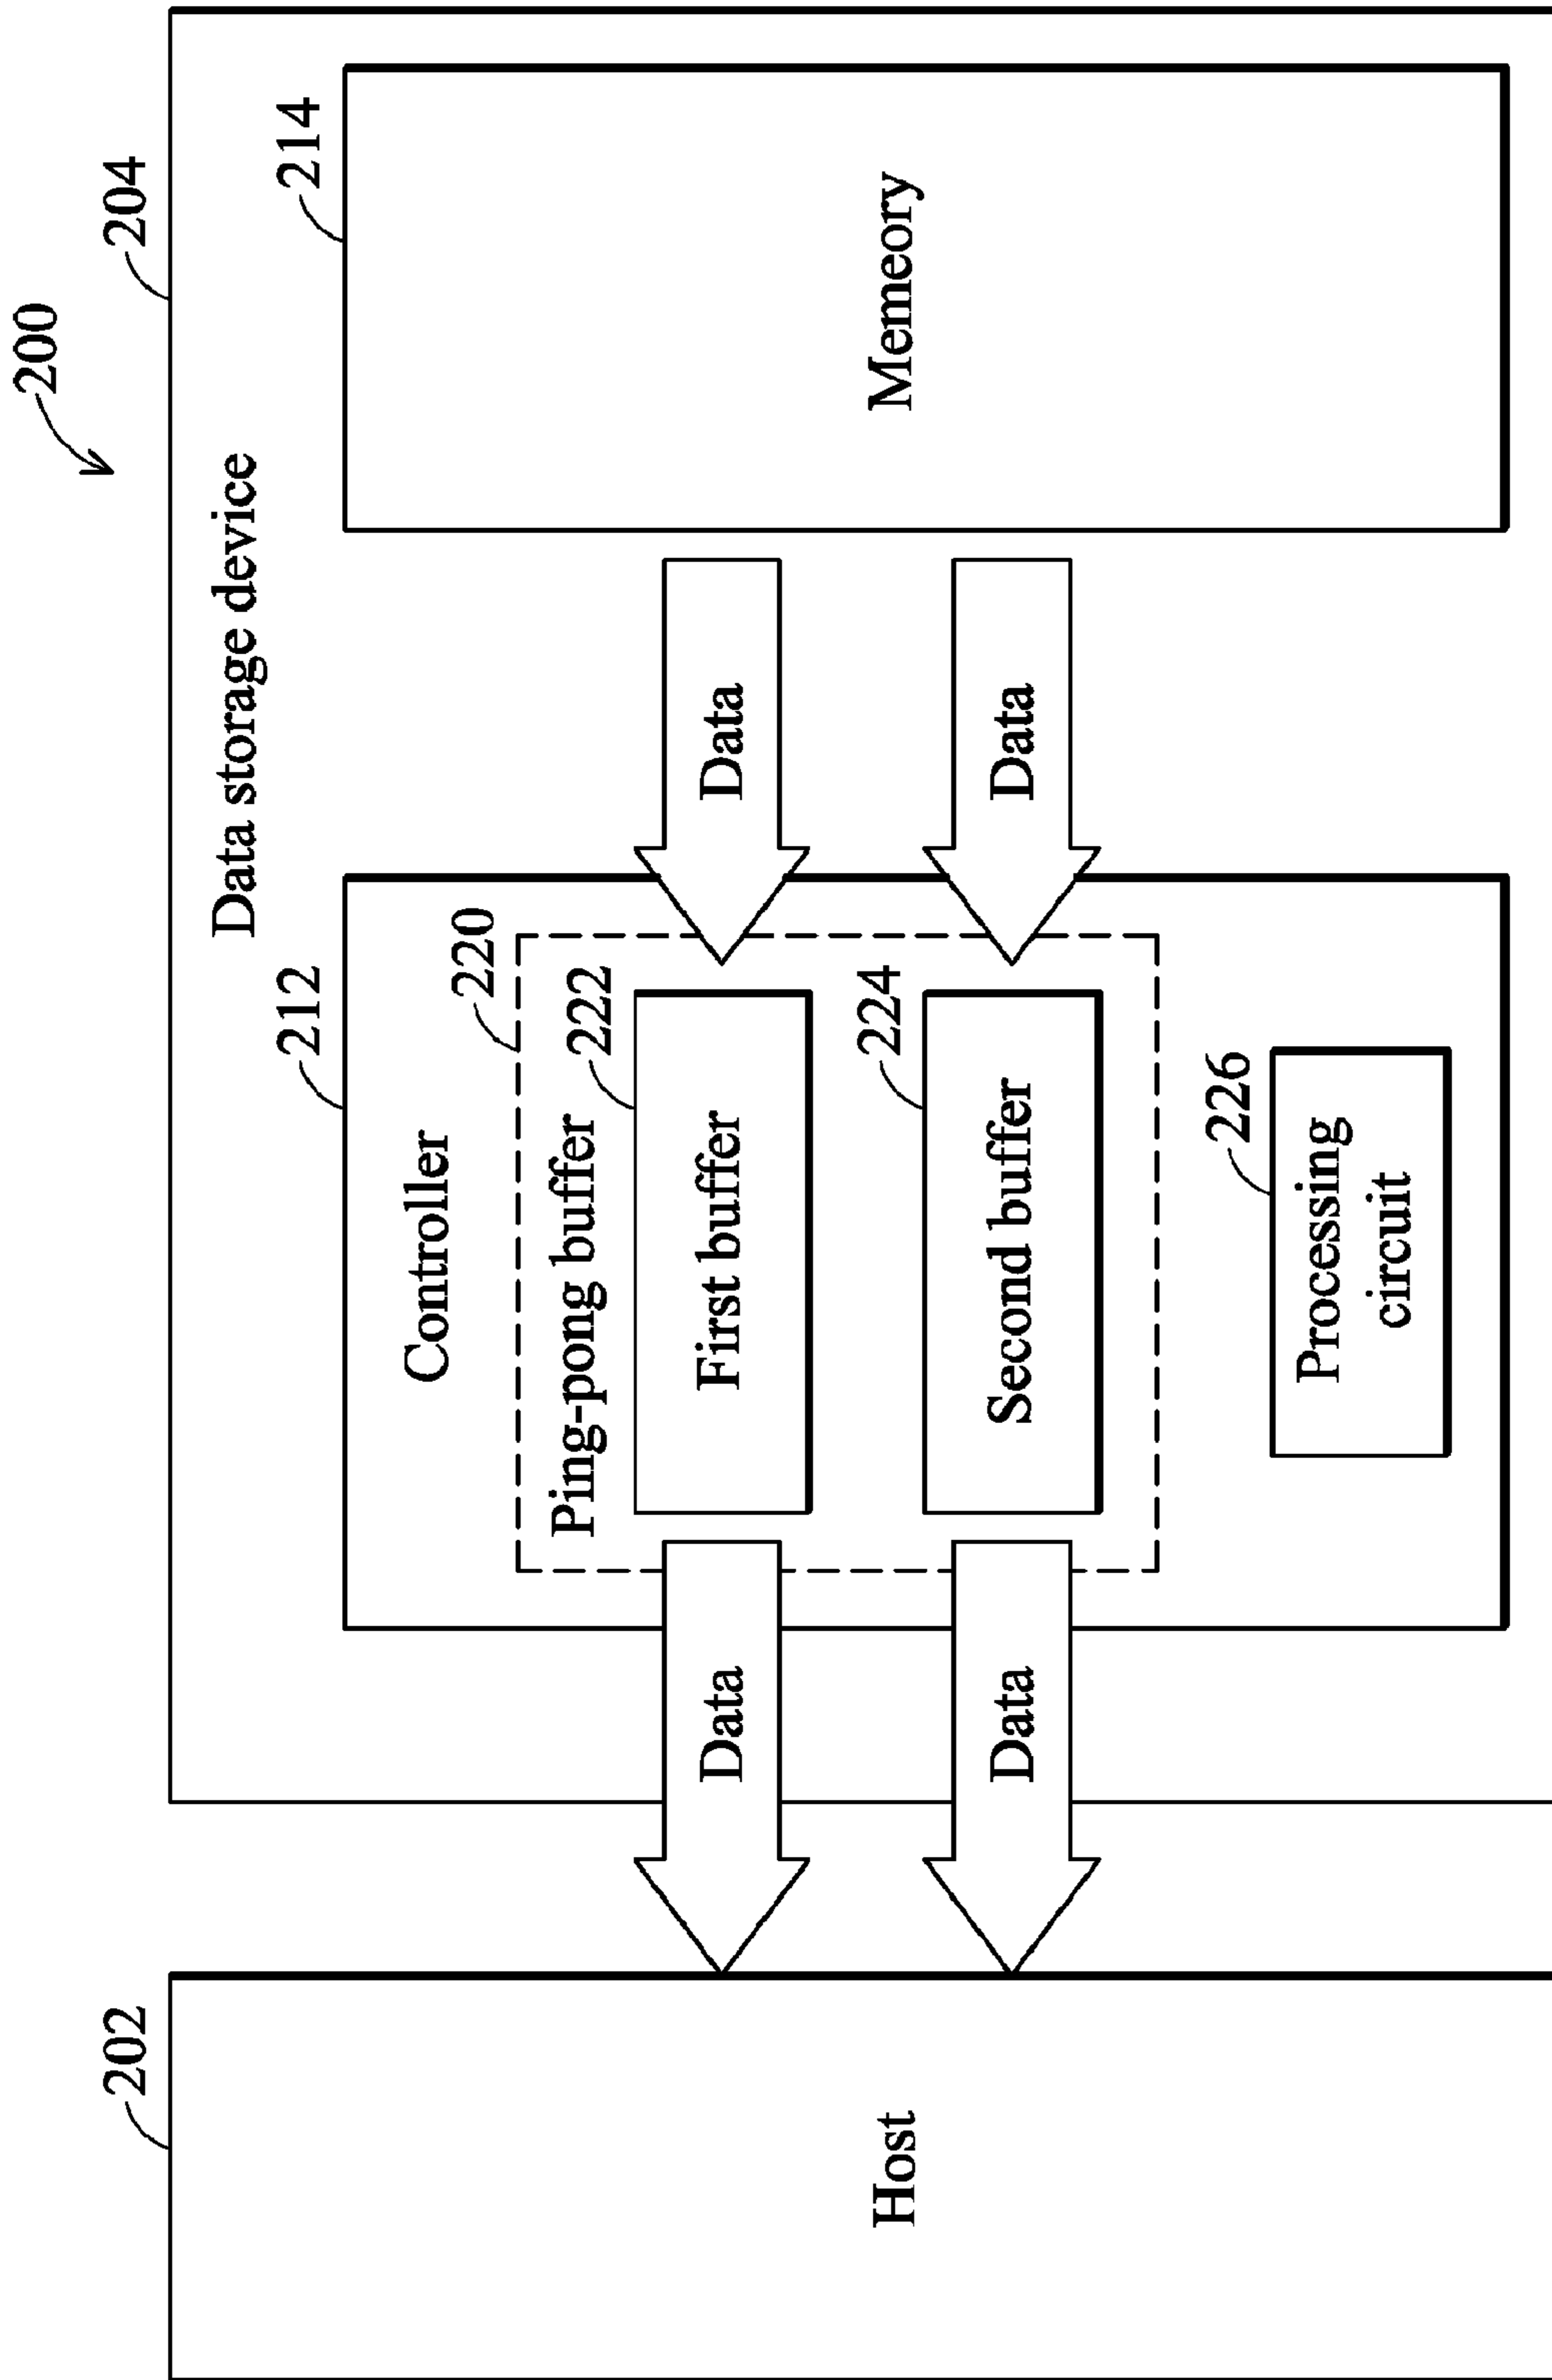 200
202
204
Data storage device
212
214
Controller
220
Ping-pong buffer
222
Host
Data
First buffer
Data
Memeory
224
Data
Second buffer
Data
226
Processing
circuit